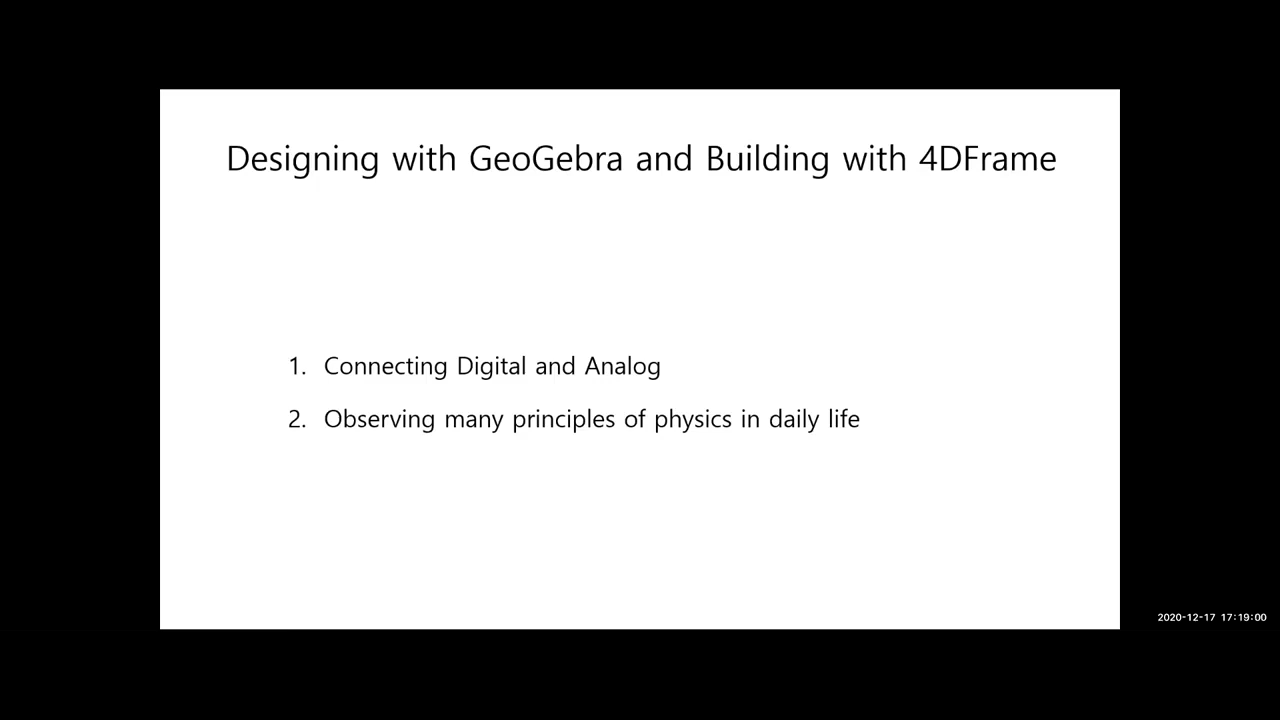 Designing with GeoGebra and Building with 4DFrame
1. Connecting Digital and Analog
2. Observing many principles of physics in daily life
2020-12-17 17:19:00